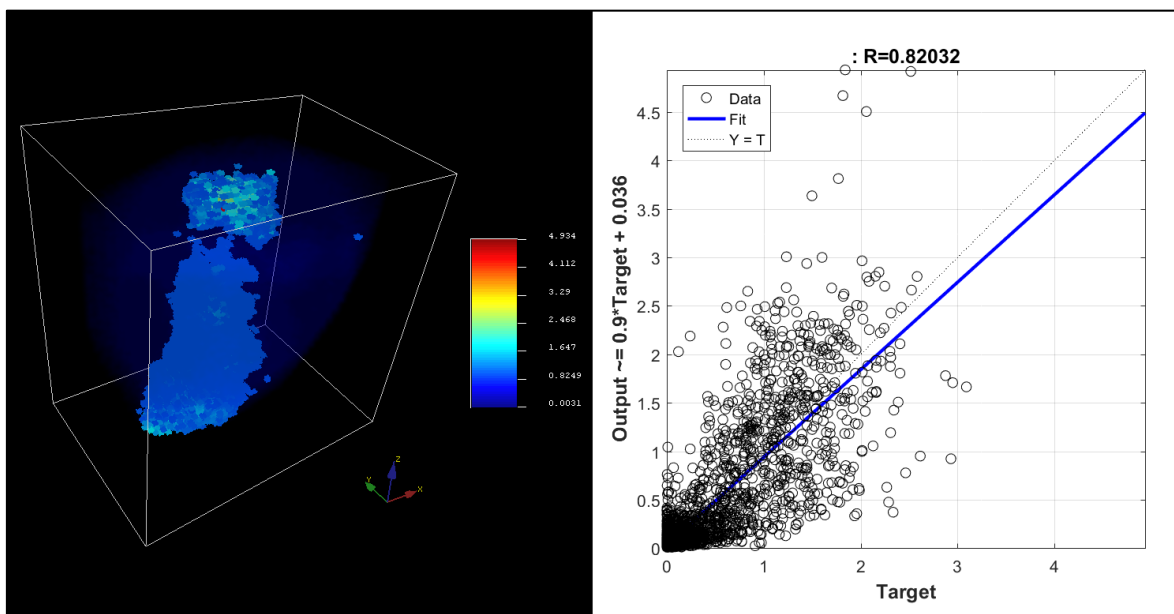 4.934
4.112
3.29
2.468
1.647
0.8249
0.0031
Z
Y
X
: R=0.82032
Data
Fit
Y = T
Output ~= 0.9*Target + 0.036
4.5
4
3.5
3
2.5
2
1.5
1
0.5
0
0
1
2
3
4
Target